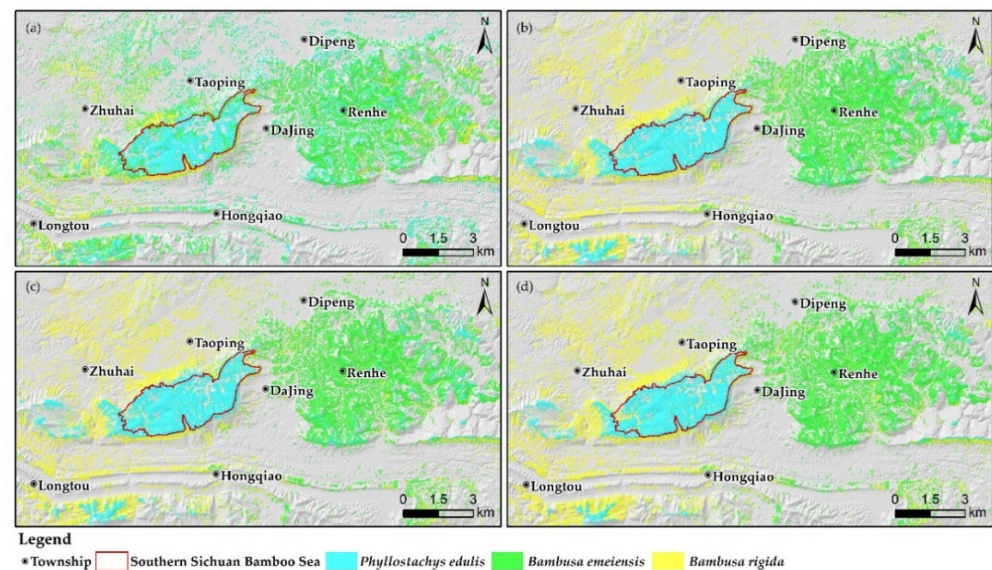 (a)
N
Dipeng
Taoping
Zhuhai
Renhe
DaJing
Longtou
Hongqiao
0 1.5 3
km
(b)
N
Dipeng
Taoping
Zhuhai
Renhe
DaJing
Longtou
Hongqiao
0 1.5 3
km
(c)
N
Dipeng
Taoping
Zhuhai
Renhe
DaJing
Longtou
Hongqiao
0 1.5 3
km
(d)
N
Dipeng
Taoping
Zhuhai
Renhe
DaJing
Longtou
Hongqiao
0 1.5 3
km
Legend
Township Southern Sichuan Bamboo Sea Phyllostachys edulis Bambusa emeiensis Bambusa rigida